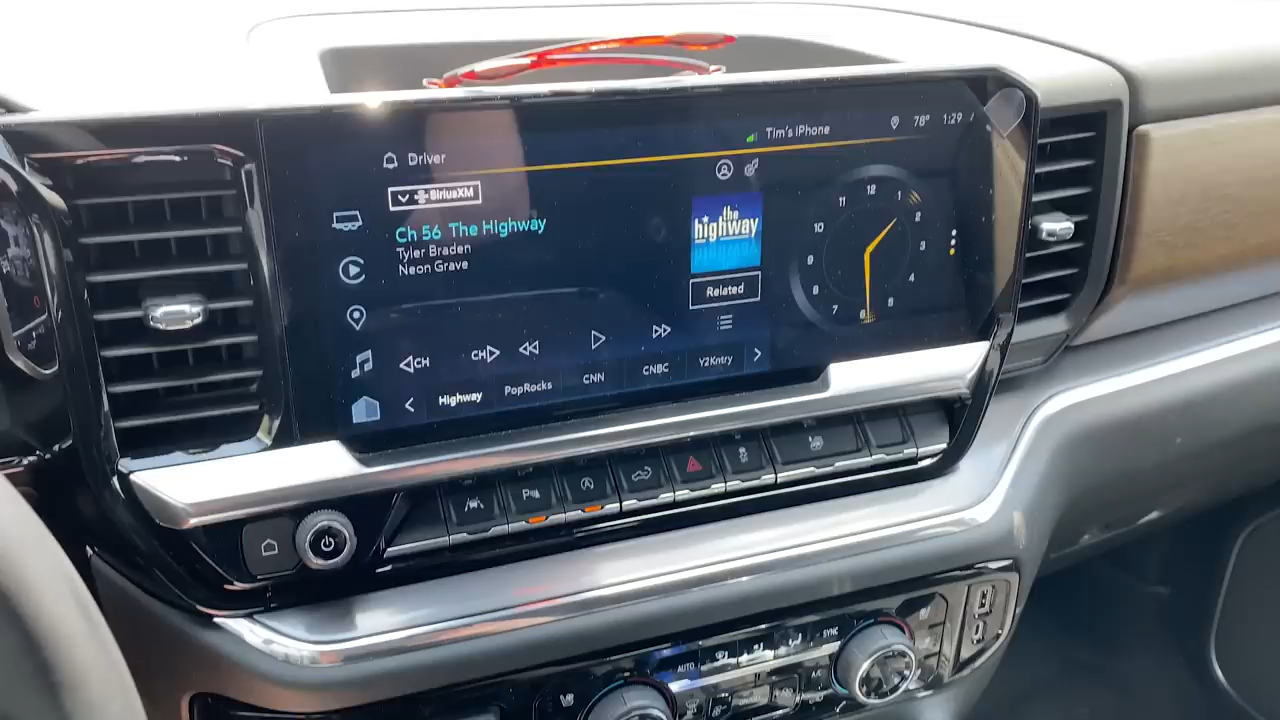 Tim's iPhone
78° 1:29
Driver
SiriusXM
Ch 56 The Highway
Tyler Braden
Neon Grave
the
highway
Related
CH
CH
Highway
PopRocks
CNN
CNBC
Y2Kntry
12
1
2
3
4
5
6
7
8
9
10
11
SYNC
AUTO
A/C